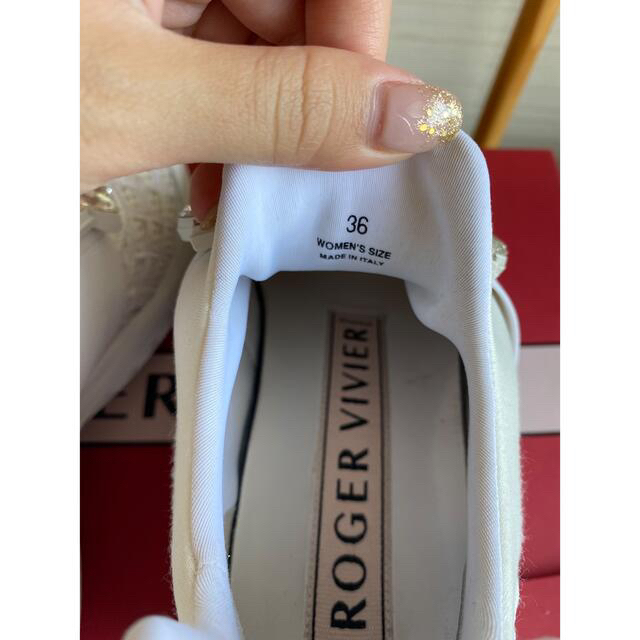 36
WOMEN'S SIZE
MADE IN ITALY
ROGER VIVIER
ER